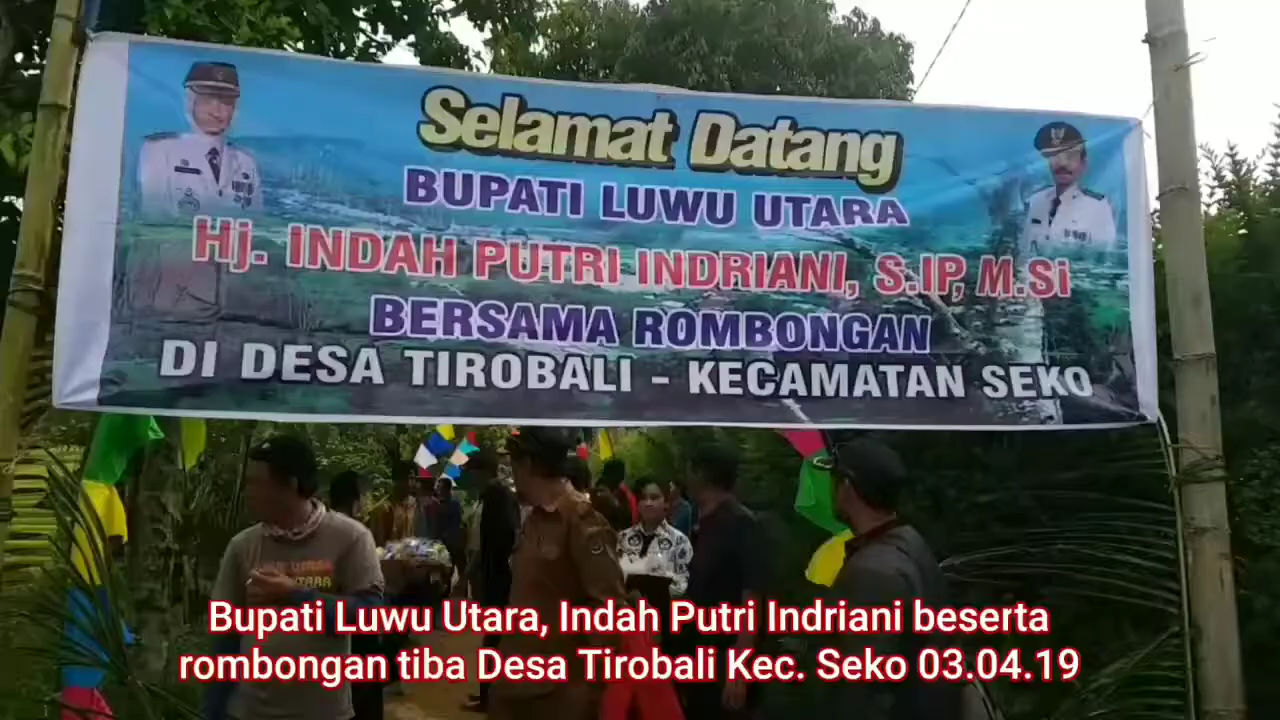 Selamat Datang
BUPATI LUWU UTARA
Hj. INDAH PUTRI INDRIANI, S.IP, M.Si
BERSAMA ROMBONGAN
DI DESA TIROBALI - KECAMATAN SEKO
Bupati Luwu Utara, Indah Putri Indriani beserta
rombongan tiba Desa Tirobali Kec. Seko 03.04.19